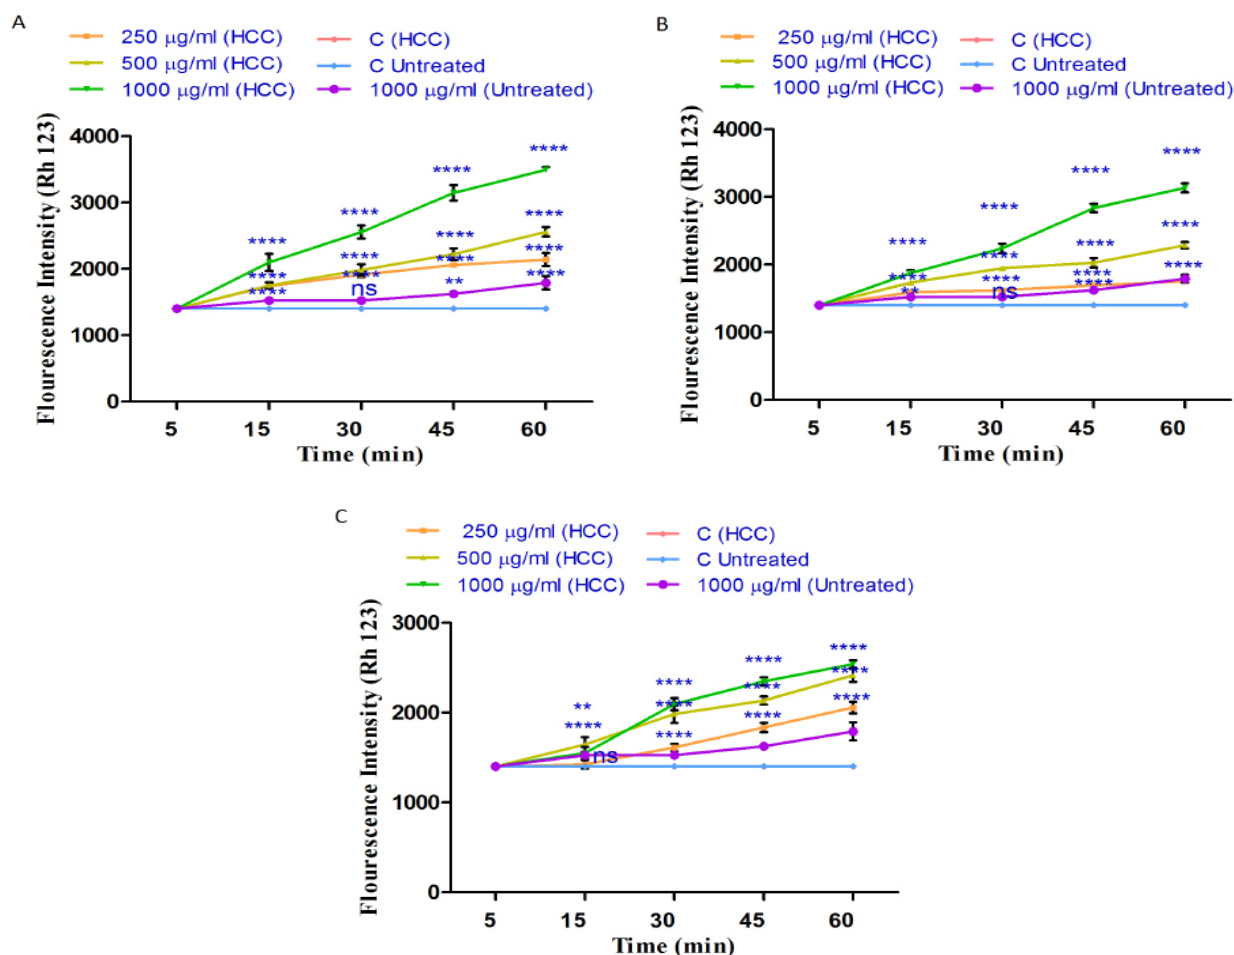 A
250 µg/ml (HCC) C (HCC)
500 µg/ml (HCC) C Untreated
1000 µg/ml (HCC) 1000 µg/ml (Untreated)
Flourescence Intensity (Rh 123)
4000
3000
2000
1000
0
****
****
****
****
****
****
****
****
****
****
****
****
****
ns
**
****
5 15 30 45 60
Time (min)
B
250 µg/ml (HCC) C (HCC)
500 µg/ml (HCC) C Untreated
1000 µg/ml (HCC) 1000 µg/ml (Untreated)
Flourescence Intensity (Rh 123)
4000
3000
2000
1000
0
****
****
****
****
****
****
****
****
****
****
****
****
**
ns
****
5 15 30 45 60
Time (min)
C
250 µg/ml (HCC) C (HCC)
500 µg/ml (HCC) C Untreated
1000 µg/ml (HCC) 1000 µg/ml (Untreated)
Flourescence Intensity (Rh 123)
3000
2000
1000
0
****
****
****
****
****
****
****
****
****
**
****
ns
5 15 30 45 60
Time (min)